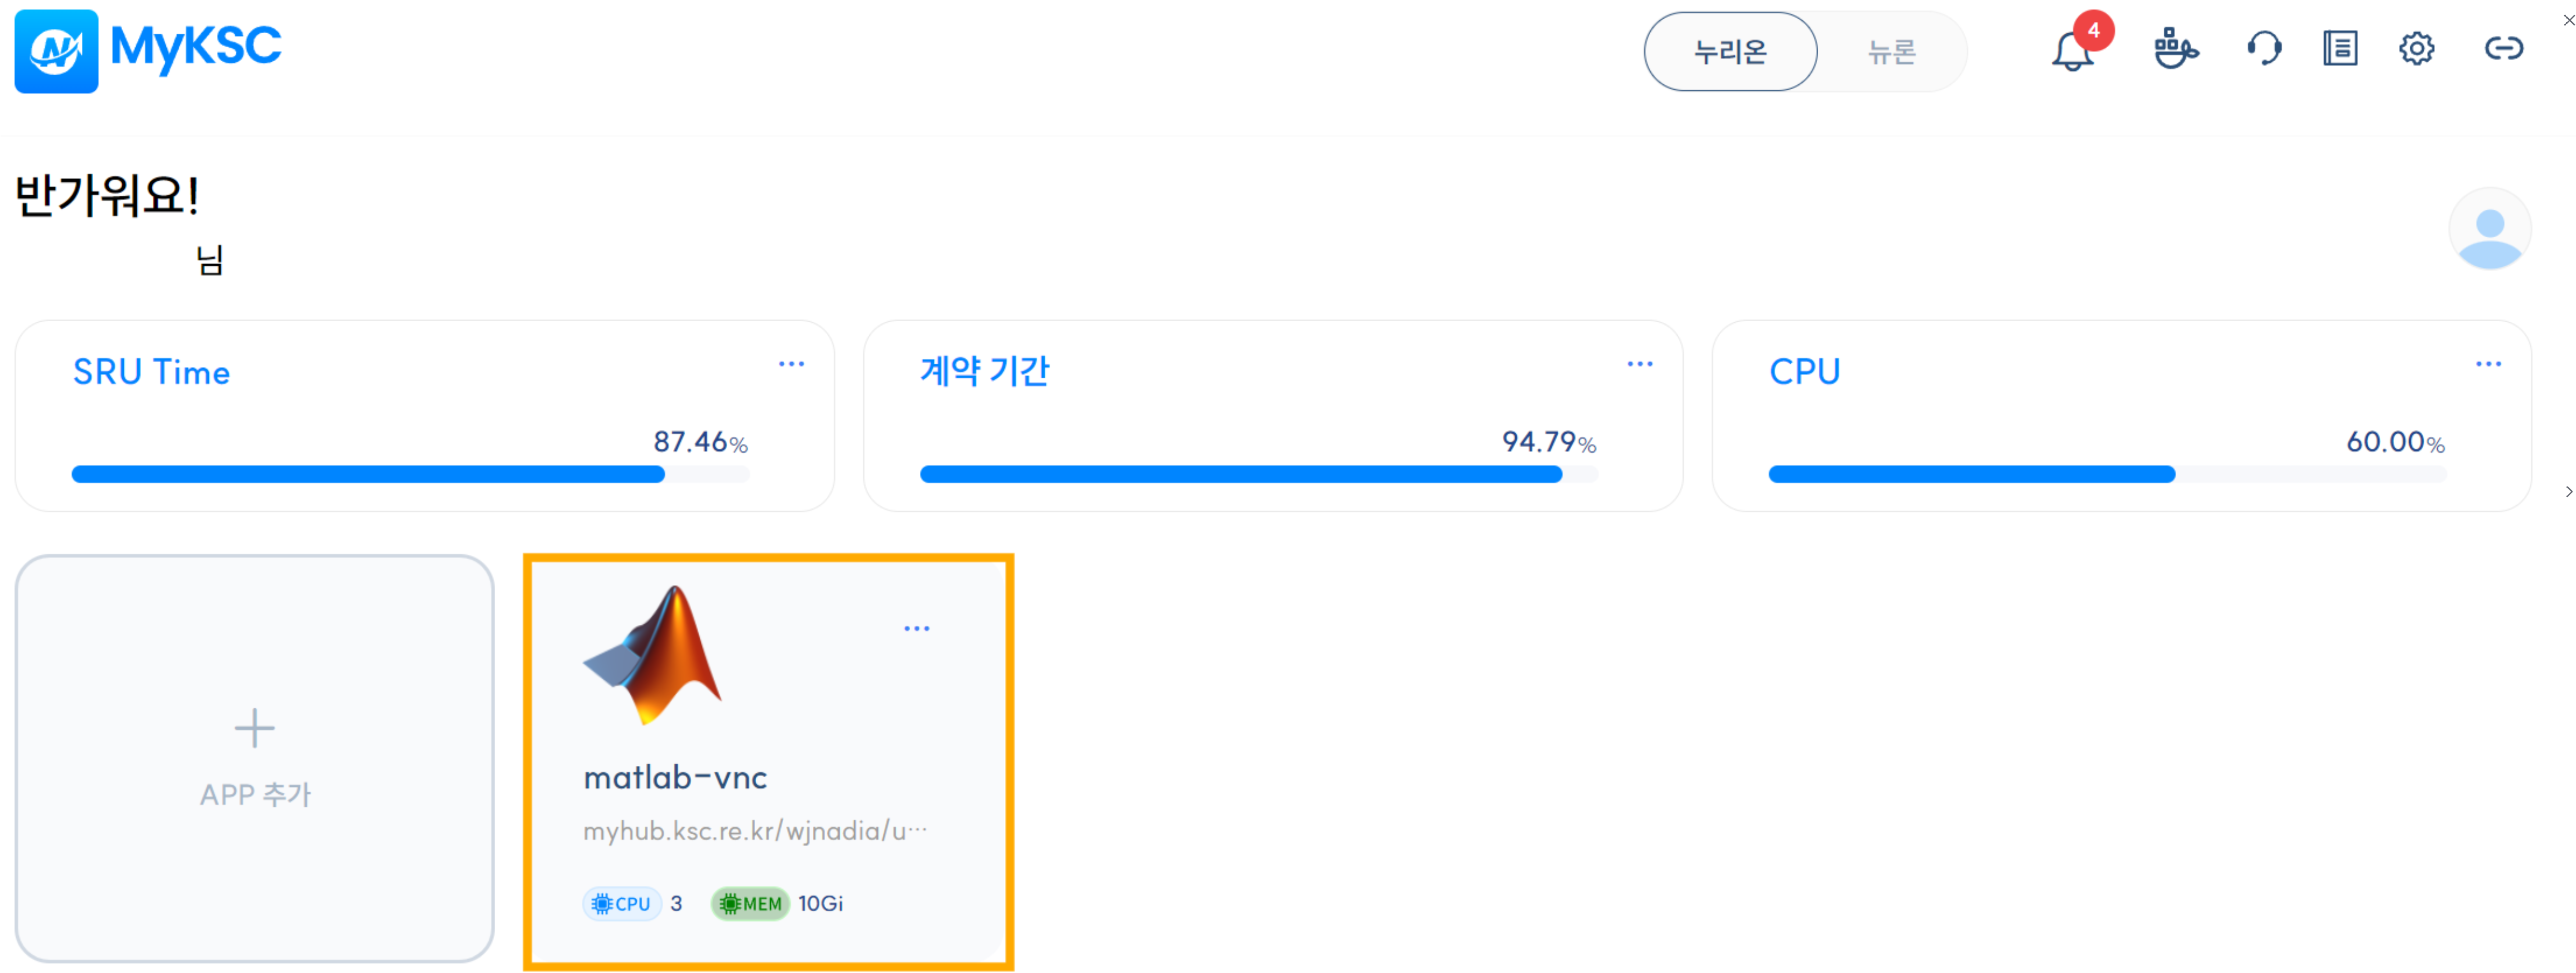 MyKSC
누리온 뉴론
4
반가워요!
님
SRU Time
87.46%
계약 기간
94.79%
CPU
60.00%
APP 추가
matlab-vnc
myhub.ksc.re.kr/wjnadia/u···
CPU 3 MEM 10Gi